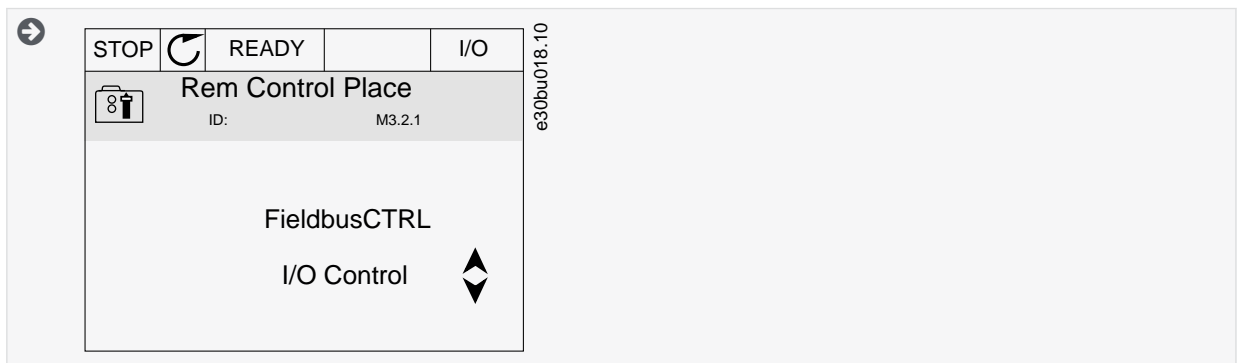 STOP READY I/O
Rem Control Place
ID: M3.2.1
FieldbusCTRL
I/O Control
e30bu018.10